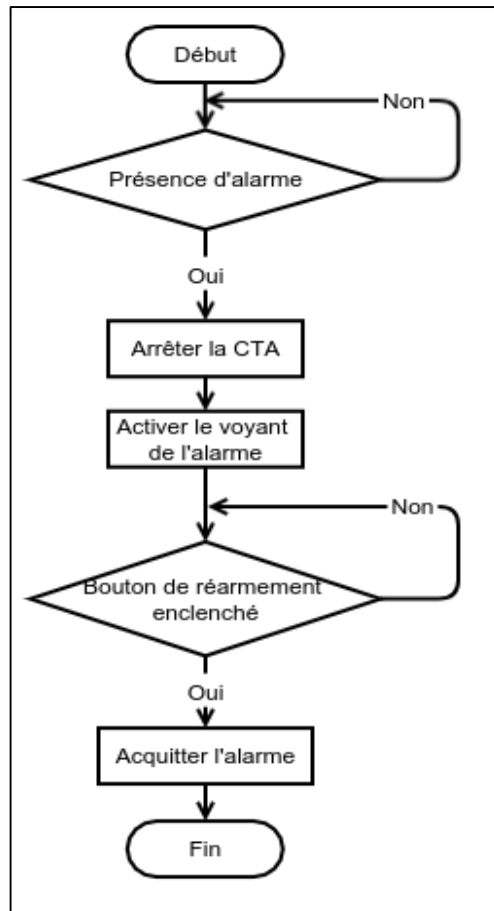 Début
Non
Présence d'alarme
Oui
Arrêter la CTA
Activer le voyant
de l'alarme
Non
Bouton de réarmement
enclenché
Oui
Acquitter l'alarme
Fin